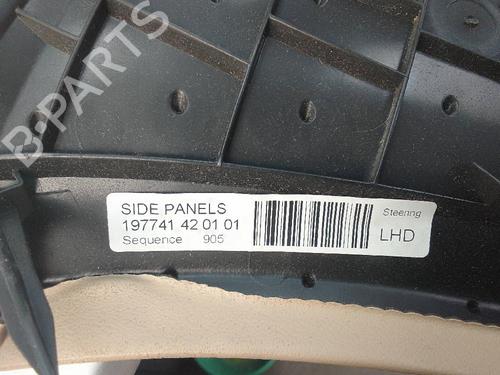 B-PARTS
SIDE PANELS
197741 42 01 01
Sequence 905
Steering
LHD